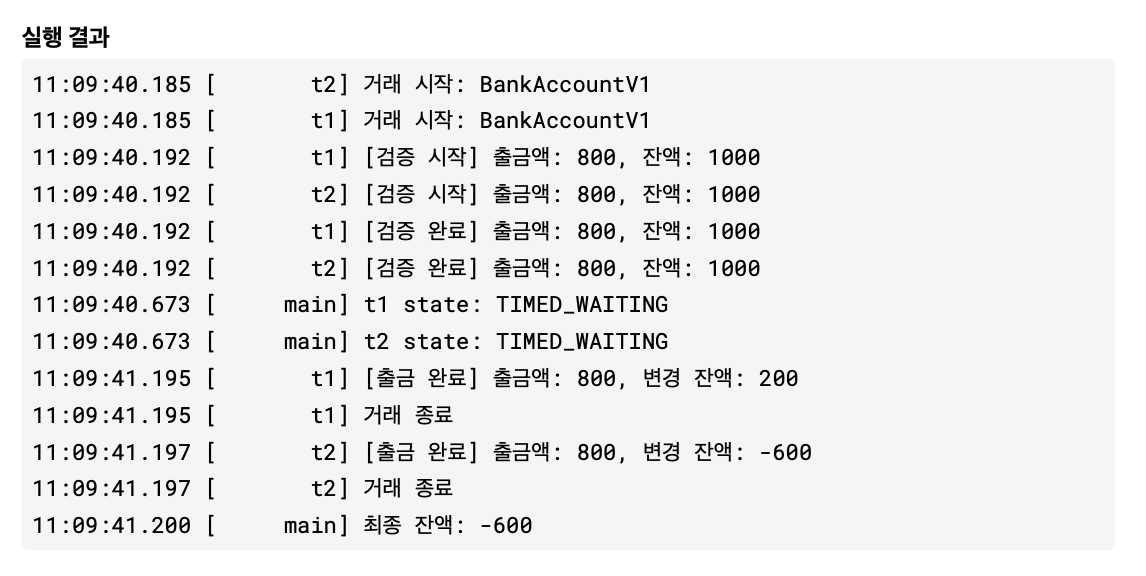 실행 결과
11:09:40.185 [       t2] 거래 시작: BankAccountV1
11:09:40.185 [       t1] 거래 시작: BankAccountV1
11:09:40.192 [       t1] [검증 시작] 출금액: 800, 잔액: 1000
11:09:40.192 [       t2] [검증 시작] 출금액: 800, 잔액: 1000
11:09:40.192 [       t1] [검증 완료] 출금액: 800, 잔액: 1000
11:09:40.192 [       t2] [검증 완료] 출금액: 800, 잔액: 1000
11:09:40.673 [     main] t1 state: TIMED_WAITING
11:09:40.673 [     main] t2 state: TIMED_WAITING
11:09:41.195 [       t1] [출금 완료] 출금액: 800, 변경 잔액: 200
11:09:41.195 [       t1] 거래 종료
11:09:41.197 [       t2] [출금 완료] 출금액: 800, 변경 잔액: -600
11:09:41.197 [       t2] 거래 종료
11:09:41.200 [     main] 최종 잔액: -600